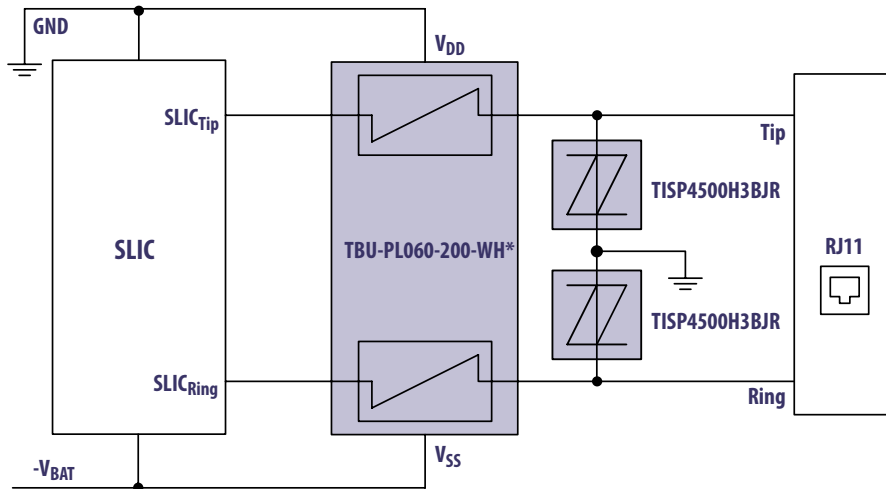 GND
V_DD
SLIC_Tip
Tip
TISP4500H3BJR
SLIC
TBU-PL060-200-WH*
RJ11
TISP4500H3BJR
SLIC_Ring
Ring
-V_BAT
V_SS